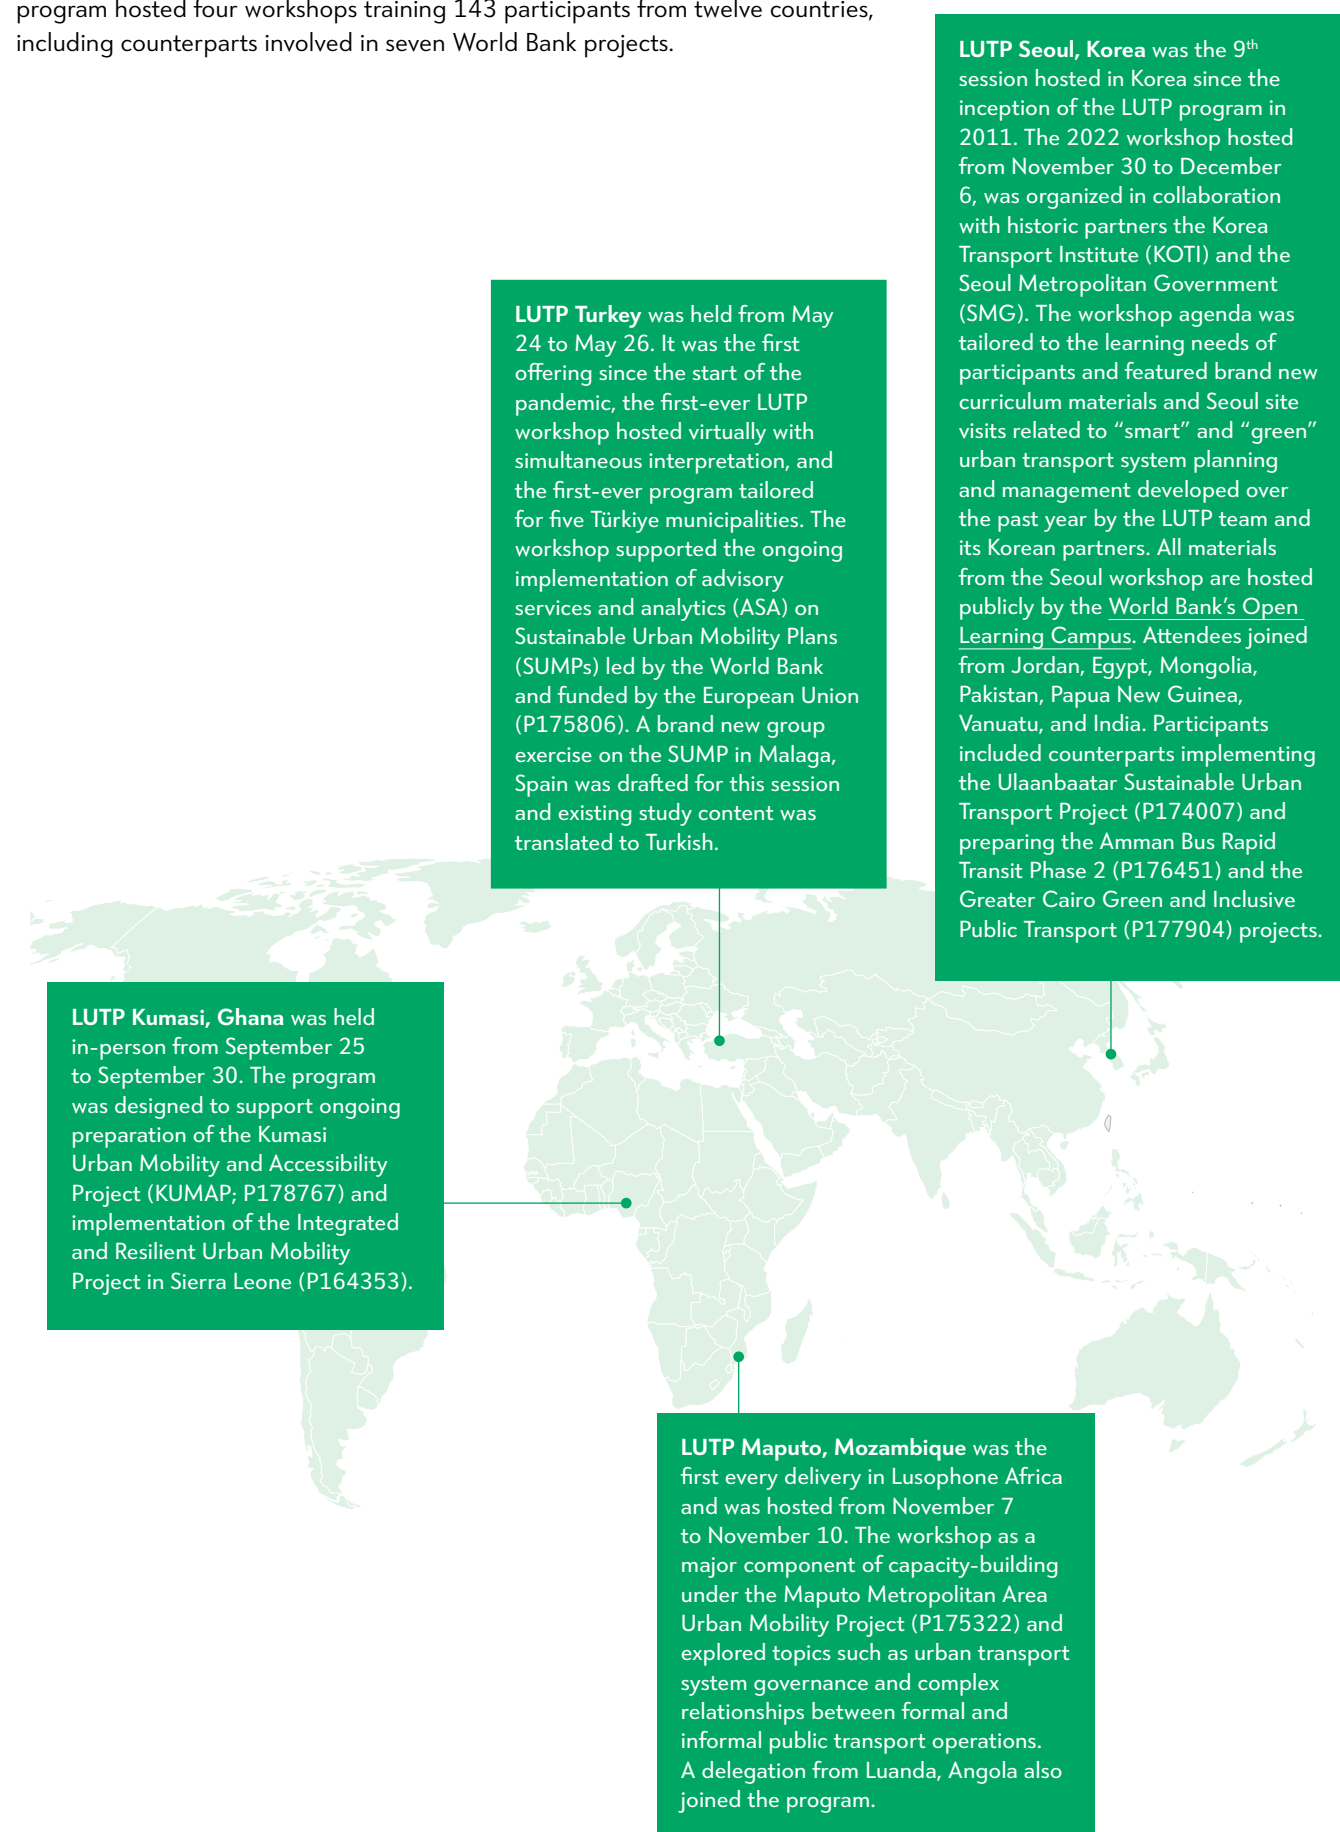 program hosted four workshops training 143 participants from twelve countries,
including counterparts involved in seven World Bank projects.
LUTP Seoul, Korea was the 9th
session hosted in Korea since the
inception of the LUTP program in
2011. The 2022 workshop hosted
from November 30 to December
6, was organized in collaboration
with historic partners the Korea
Transport Institute (KOTI) and the
Seoul Metropolitan Government
(SMG). The workshop agenda was
tailored to the learning needs of
participants and featured brand new
curriculum materials and Seoul site
visits related to “smart” and “green”
urban transport system planning
and management developed over
the past year by the LUTP team and
its Korean partners. All materials
from the Seoul workshop are hosted
publicly by the World Bank’s Open
Learning Campus. Attendees joined
from Jordan, Egypt, Mongolia,
Pakistan, Papua New Guinea,
Vanuatu, and India. Participants
included counterparts implementing
the Ulaanbaatar Sustainable Urban
Transport Project (P174007) and
preparing the Amman Bus Rapid
Transit Phase 2 (P176451) and the
Greater Cairo Green and Inclusive
Public Transport (P177904) projects.
LUTP Turkey was held from May
24 to May 26. It was the first
offering since the start of the
pandemic, the first-ever LUTP
workshop hosted virtually with
simultaneous interpretation, and
the first-ever program tailored
for five Türkiye municipalities. The
workshop supported the ongoing
implementation of advisory
services and analytics (ASA) on
Sustainable Urban Mobility Plans
(SUMPs) led by the World Bank
and funded by the European Union
(P175806). A brand new group
exercise on the SUMP in Malaga,
Spain was drafted for this session
and existing study content was
translated to Turkish.
LUTP Kumasi, Ghana was held
in-person from September 25
to September 30. The program
was designed to support ongoing
preparation of the Kumasi
Urban Mobility and Accessibility
Project (KUMAP; P178767) and
implementation of the Integrated
and Resilient Urban Mobility
Project in Sierra Leone (P164353).
LUTP Maputo, Mozambique was the
first every delivery in Lusophone Africa
and was hosted from November 7
to November 10. The workshop as a
major component of capacity-building
under the Maputo Metropolitan Area
Urban Mobility Project (P175322) and
explored topics such as urban transport
system governance and complex
relationships between formal and
informal public transport operations.
A delegation from Luanda, Angola also
joined the program.